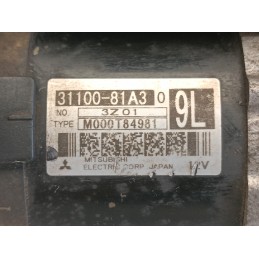 31100-81A3 0
9L
NO. 3Z01
TYPE M000T84981
MITSUBISHI
ELECTRIC CORP. JAPAN 12V